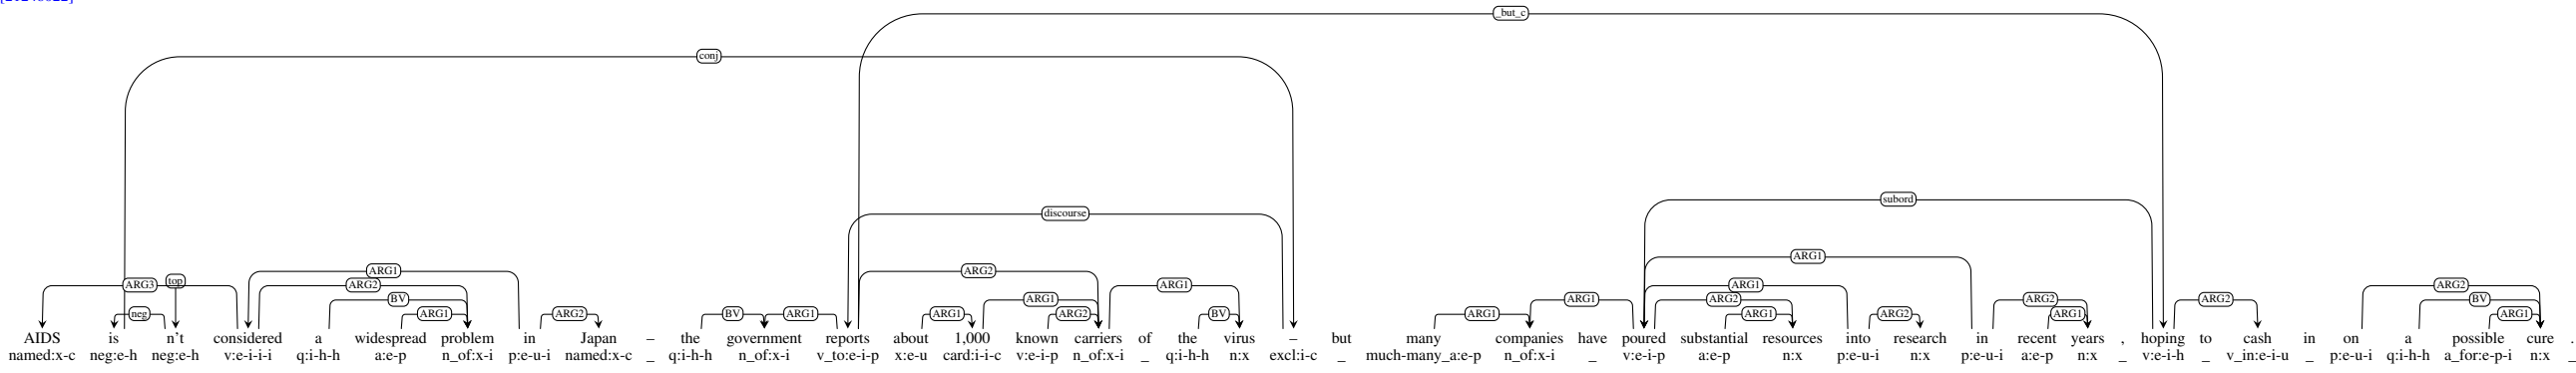 _but_c
conj
discourse
subord
ARG1 ARG2 ARG1
ARG3 top ARG2 ARG1 ARG1 ARG2
BV ARG1 ARG1 ARG2 ARG2 ARG2 BV
neg ARG1 ARG2 BV ARG1 ARG1 ARG2 BV ARG1 ARG1 ARG2 ARG1 ARG1
AIDS is n't considered a widespread problem in Japan – the government reports about 1,000 known carriers of the virus – but many companies have poured substantial resources into research in recent years , hoping to cash in on a possible cure .
named:x-c neg:e-h neg:e-h v:e-i-i-i q:i-h-h a:e-p n_of:x-i p:e-u-i named:x-c _ q:i-h-h n_of:x-i v_to:e-i-p x:e-u card:i-i-c v:e-i-p n_of:x-i _ q:i-h-h n:x excl:i-c _ much-many_a:e-p n_of:x-i _ v:e-i-p a:e-p n:x p:e-u-i n:x p:e-u-i a:e-p n:x _ v:e-i-h _ v_in:e-i-u _ p:e-u-i q:i-h-h a_for:e-p-i n:x _